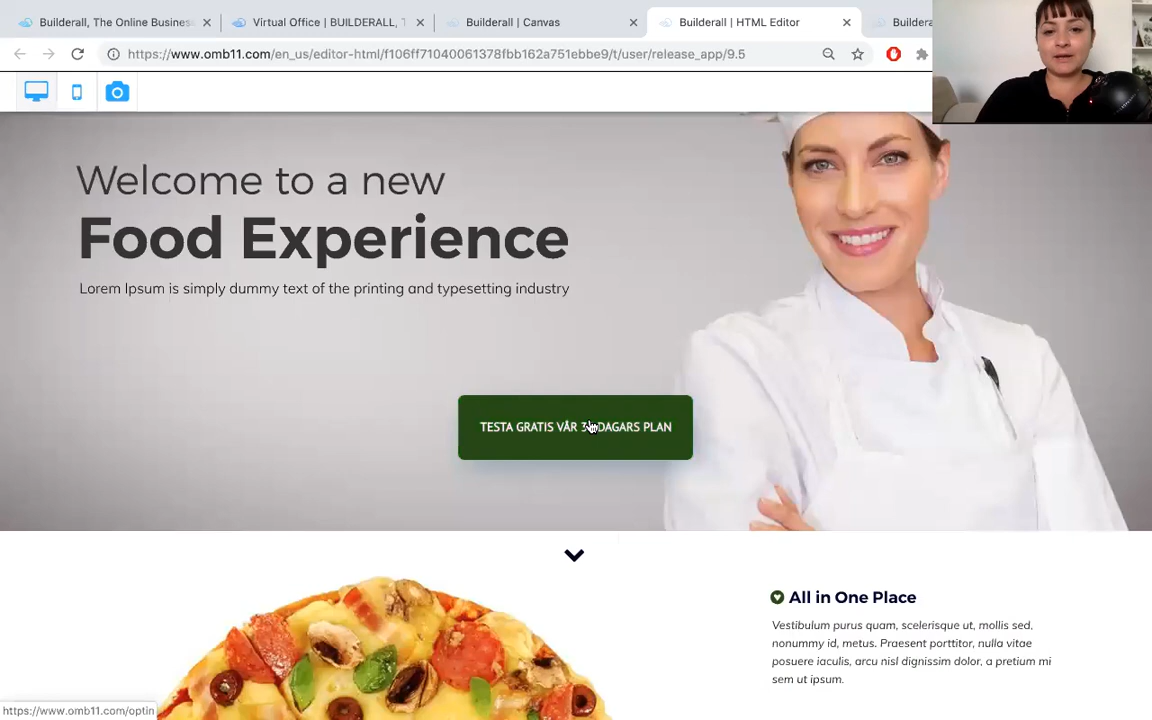 Builderall, The Online Business
Virtual Office | BUILDERALL,
Builderall | Canvas
Builderall | HTML Editor
Buildera
https://www.omb11.com/en_us/editor-html/f106ff71040061378fbb162a751ebbe9/t/user/release_app/9.5
Welcome to a new
Food Experience
Lorem Ipsum is simply dummy text of the printing and typesetting industry
TESTA GRATIS VÅR DAGARS PLAN
All in One Place
Vestibulum purus quam, scelerisque ut, mollis sed,
nonummy id, metus. Praesent porttitor, nulla vitae
posuere iaculis, arcu nisl dignissim dolor, a pretium mi
sem ut ipsum.
https://www.omb11.com/optin